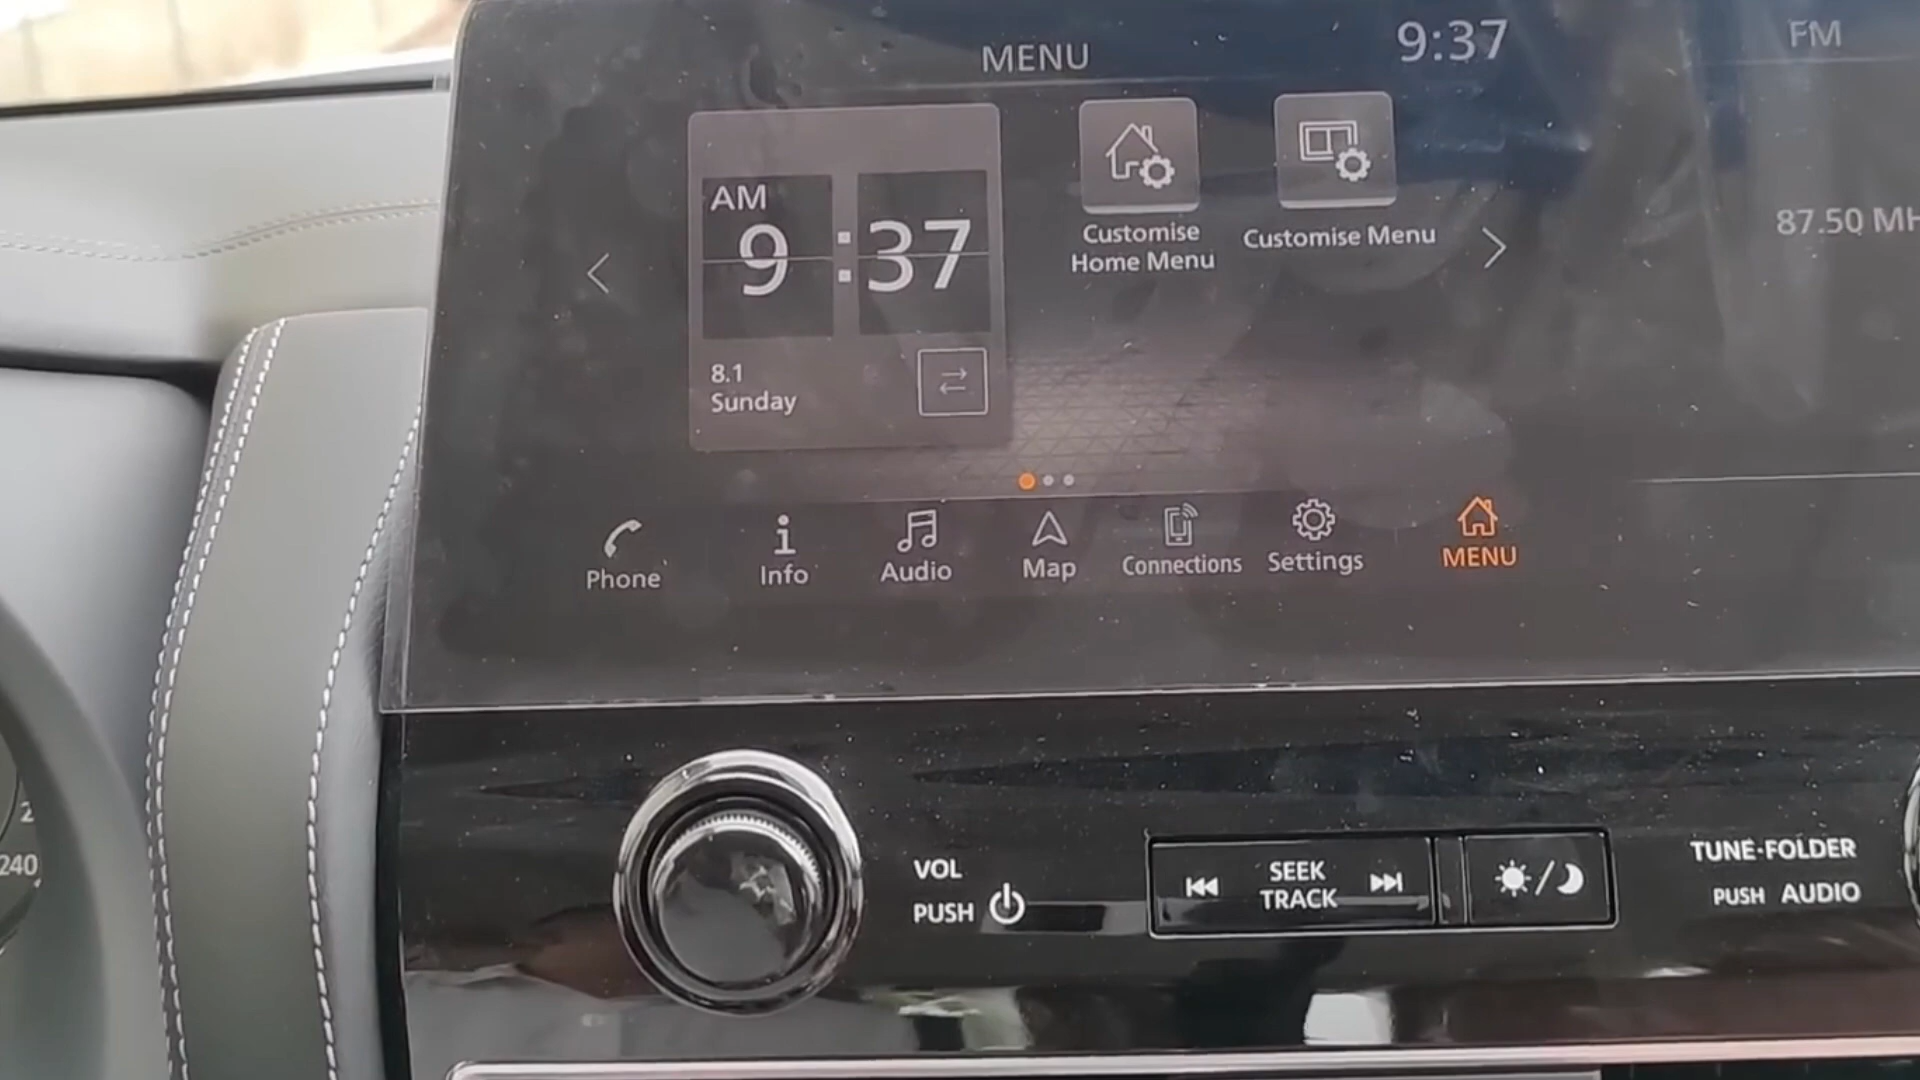 MENU
9:37
FM
AM
9:37
Customise
Home Menu
Customise Menu
87.50
8.1
Sunday
Phone
Info
Audio
Map
Connections
Settings
MENU
240
VOL
PUSH
SEEK
TRACK
TUNE·FOLDER
PUSH AUDIO